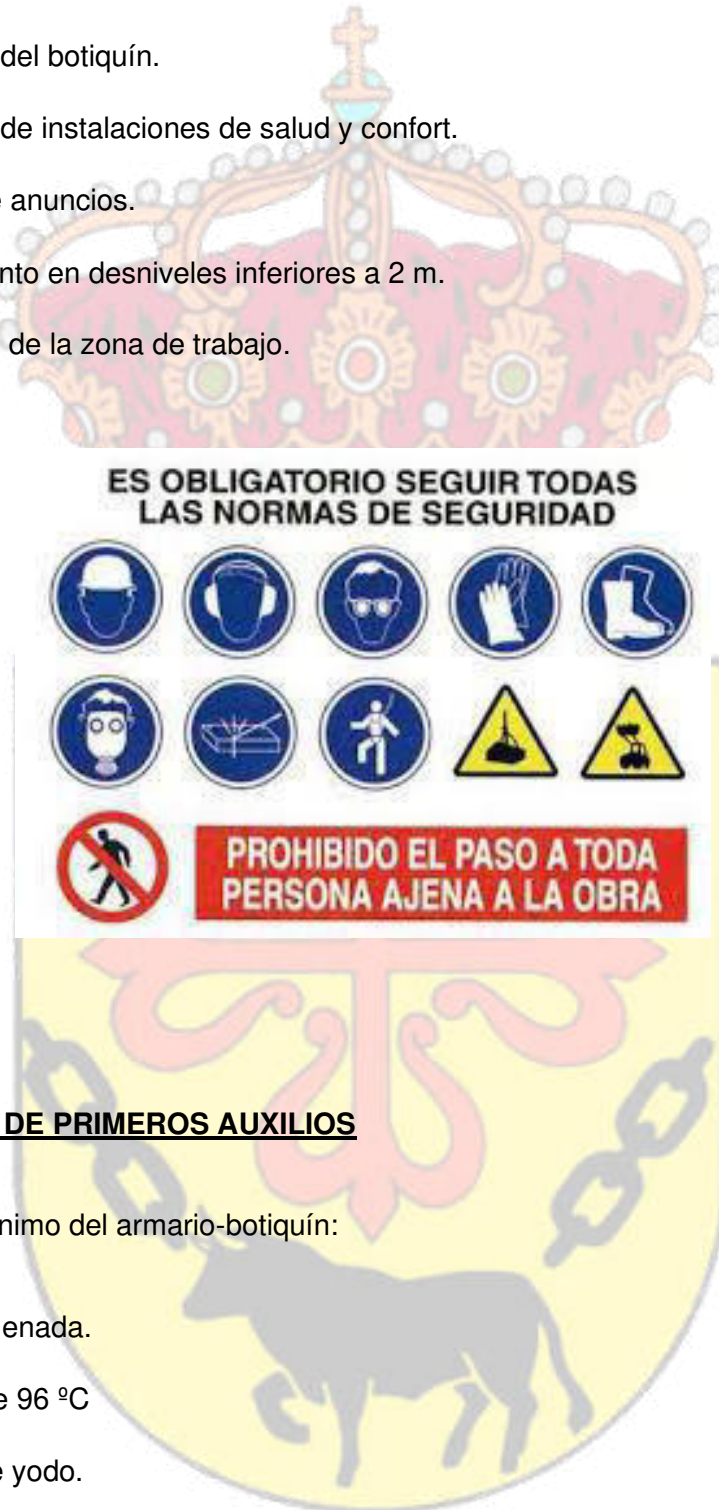 del botiquín.
de instalaciones de salud y confort.
anuncios.
nto en desniveles inferiores a 2 m.
de la zona de trabajo.
ES OBLIGATORIO SEGUIR TODAS
LAS NORMAS DE SEGURIDAD
PROHIBIDO EL PASO A TODA
PERSONA AJENA A LA OBRA
DE PRIMEROS AUXILIOS
nimo del armario-botiquín:
enada.
e 96 ºC
e yodo.